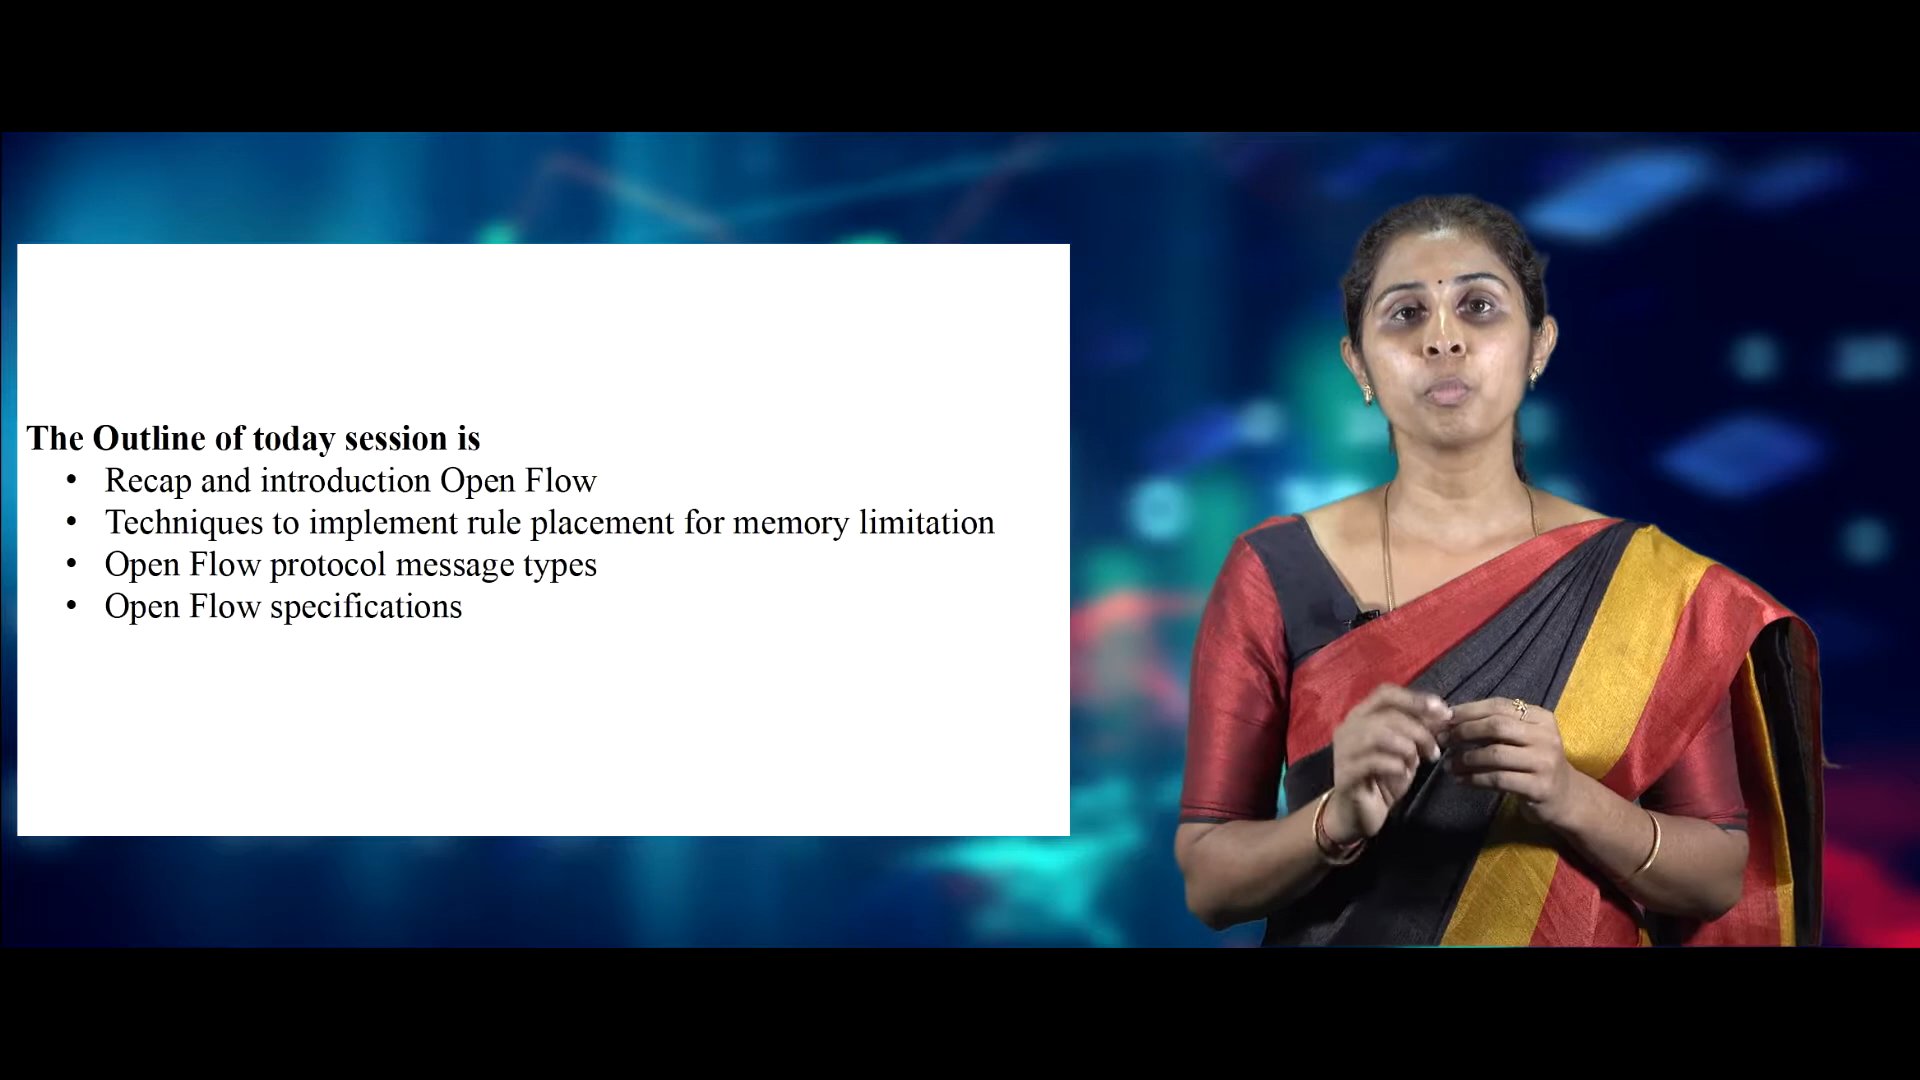 The Outline of today session is
• Recap and introduction Open Flow
• Techniques to implement rule placement for memory limitation
• Open Flow protocol message types
• Open Flow specifications